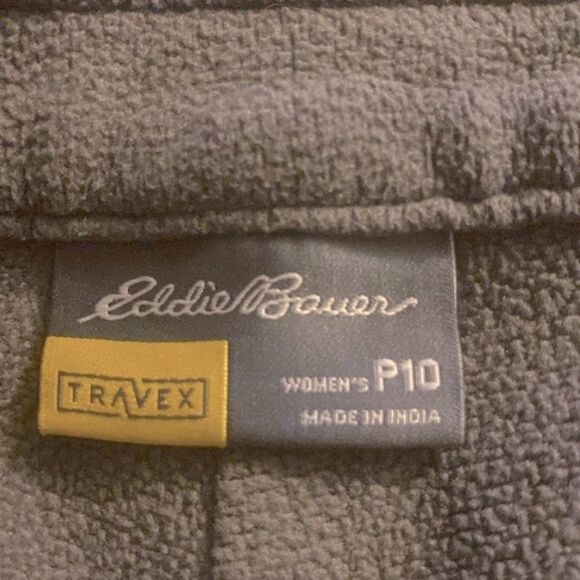 Eddie Bauer
TRAVEX
WOMEN'S P10
MADE IN INDIA